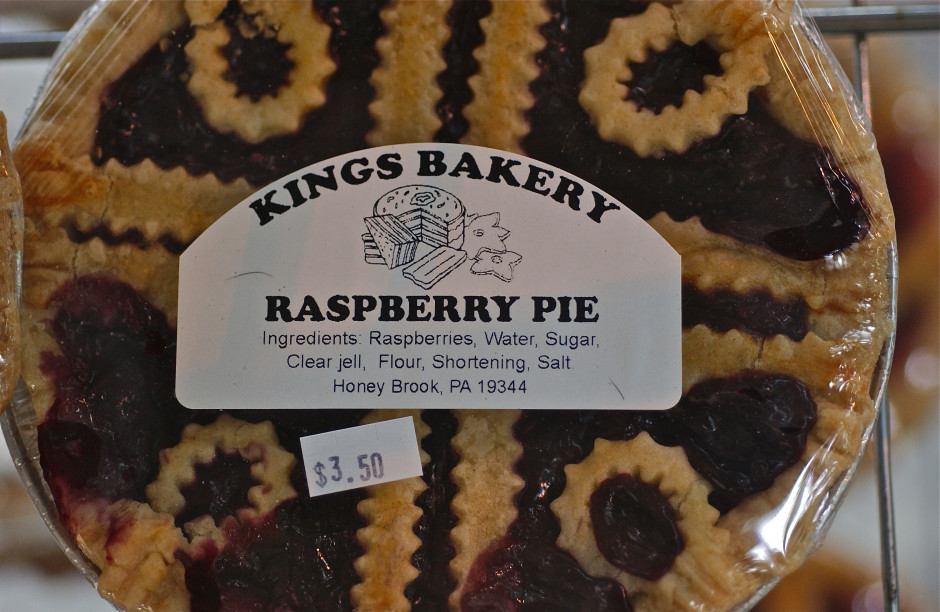 KINGS BAKERY
RASPBERRY PIE
Ingredients: Raspberries, Water, Sugar,
Clear jell, Flour, Shortening, Salt
Honey Brook, PA 19344
$3.50